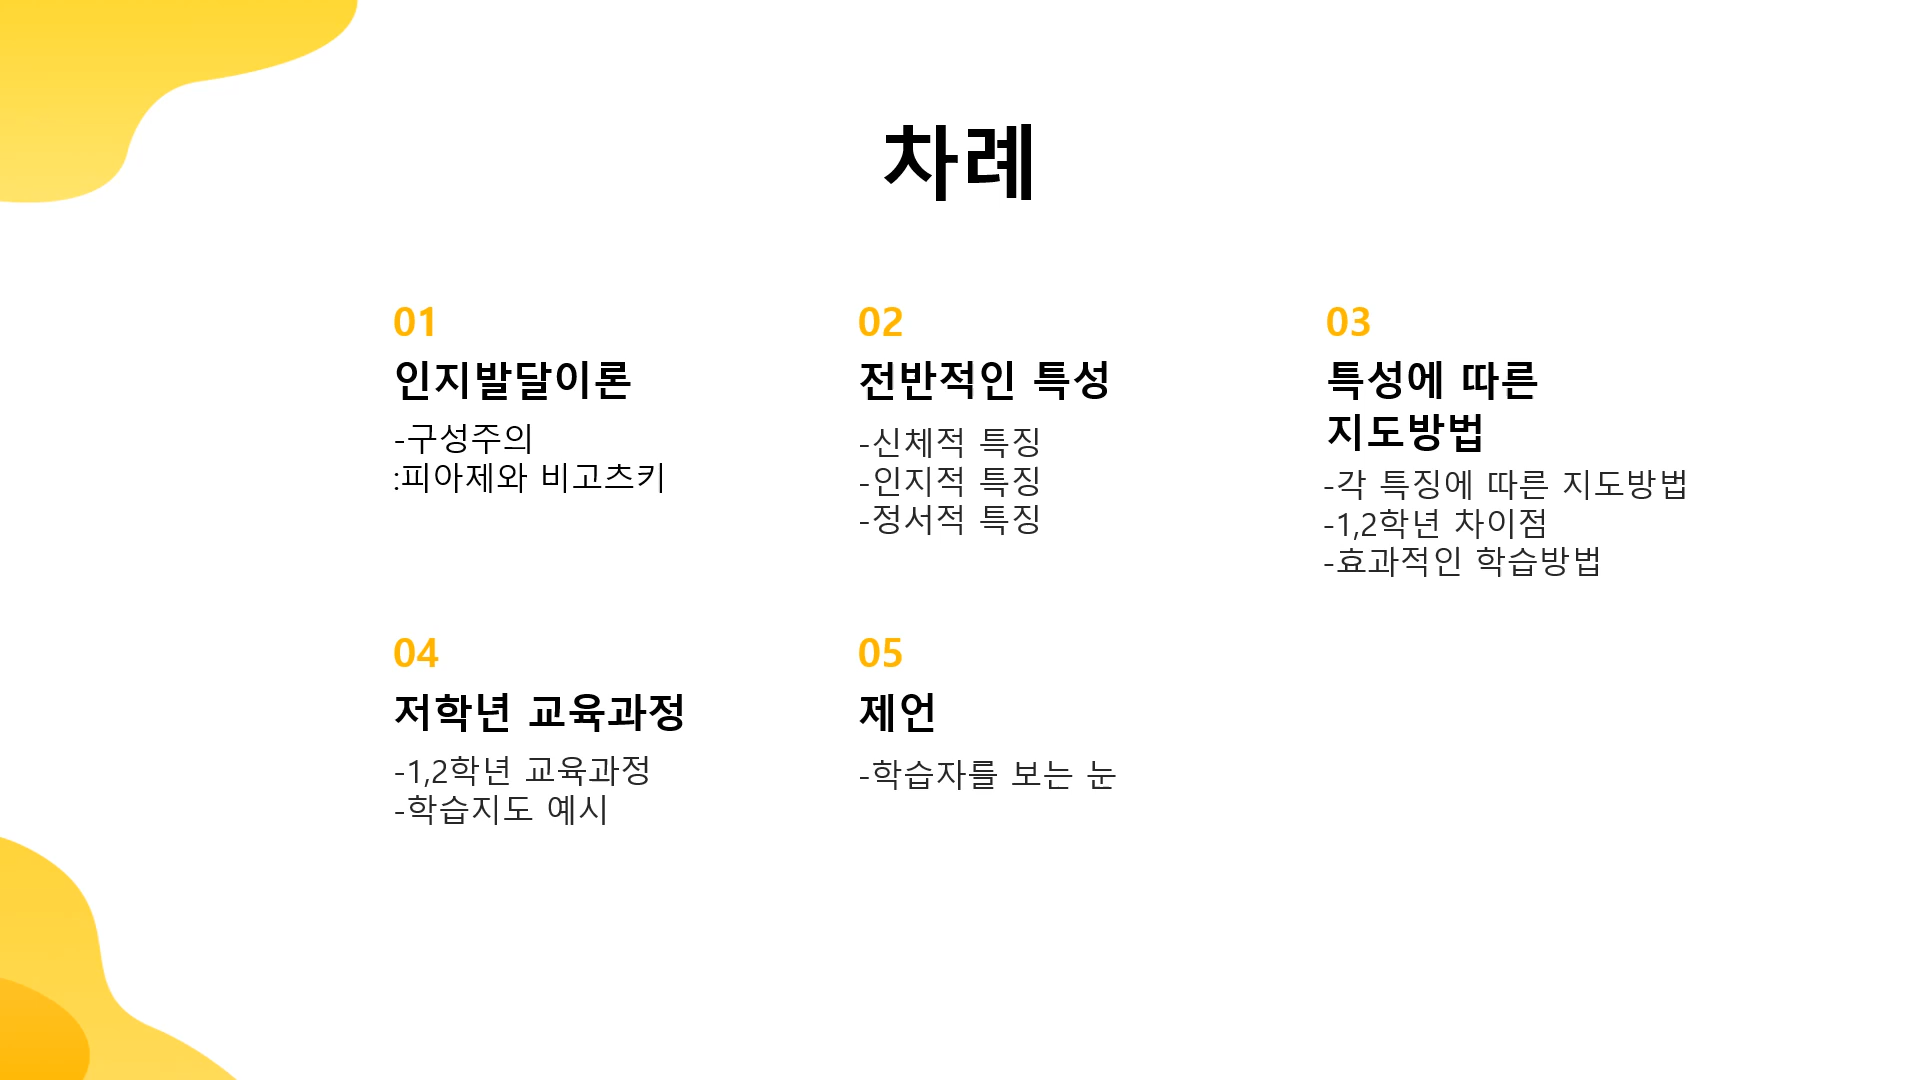 차례
01
인지발달이론
-구성주의
:피아제와 비고츠키
02
전반적인 특성
-신체적 특징
-인지적 특징
-정서적 특징
03
특성에 따른
지도방법
-각 특징에 따른 지도방법
-1,2학년 차이점
-효과적인 학습방법
04
저학년 교육과정
-1,2학년 교육과정
-학습지도 예시
05
제언
-학습자를 보는 눈